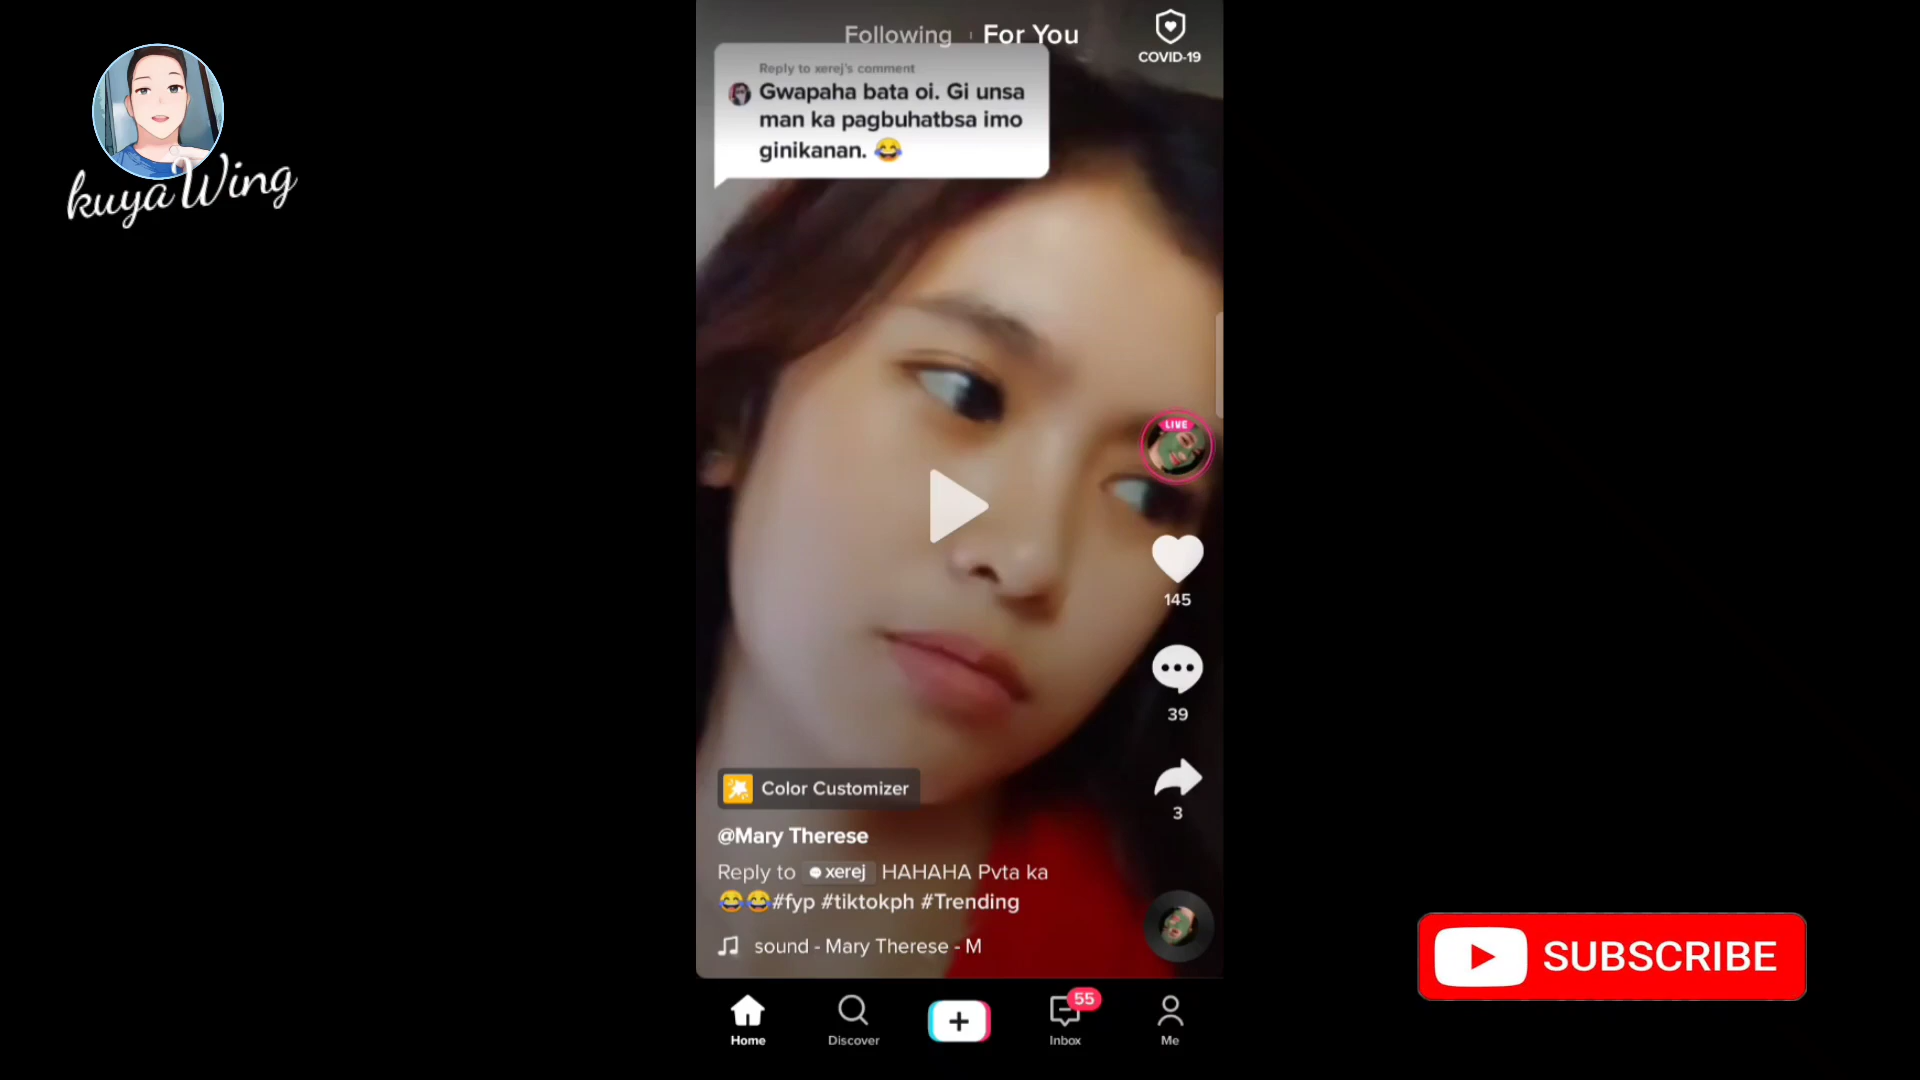 kuya Wing
Following
For You
COVID-19
Reply to xerej's comment
Gwapaha bata oi. Gi unsa
man ka pagbuhatbsa imo
ginikanan. 😂
LIVE
145
39
3
Color Customizer
@Mary Therese
Reply to xerej HAHAHA Pvta ka
😂😂#fyp #tiktokph #Trending
sound - Mary Therese - M
SUBSCRIBE
Home
Discover
55
Inbox
Me